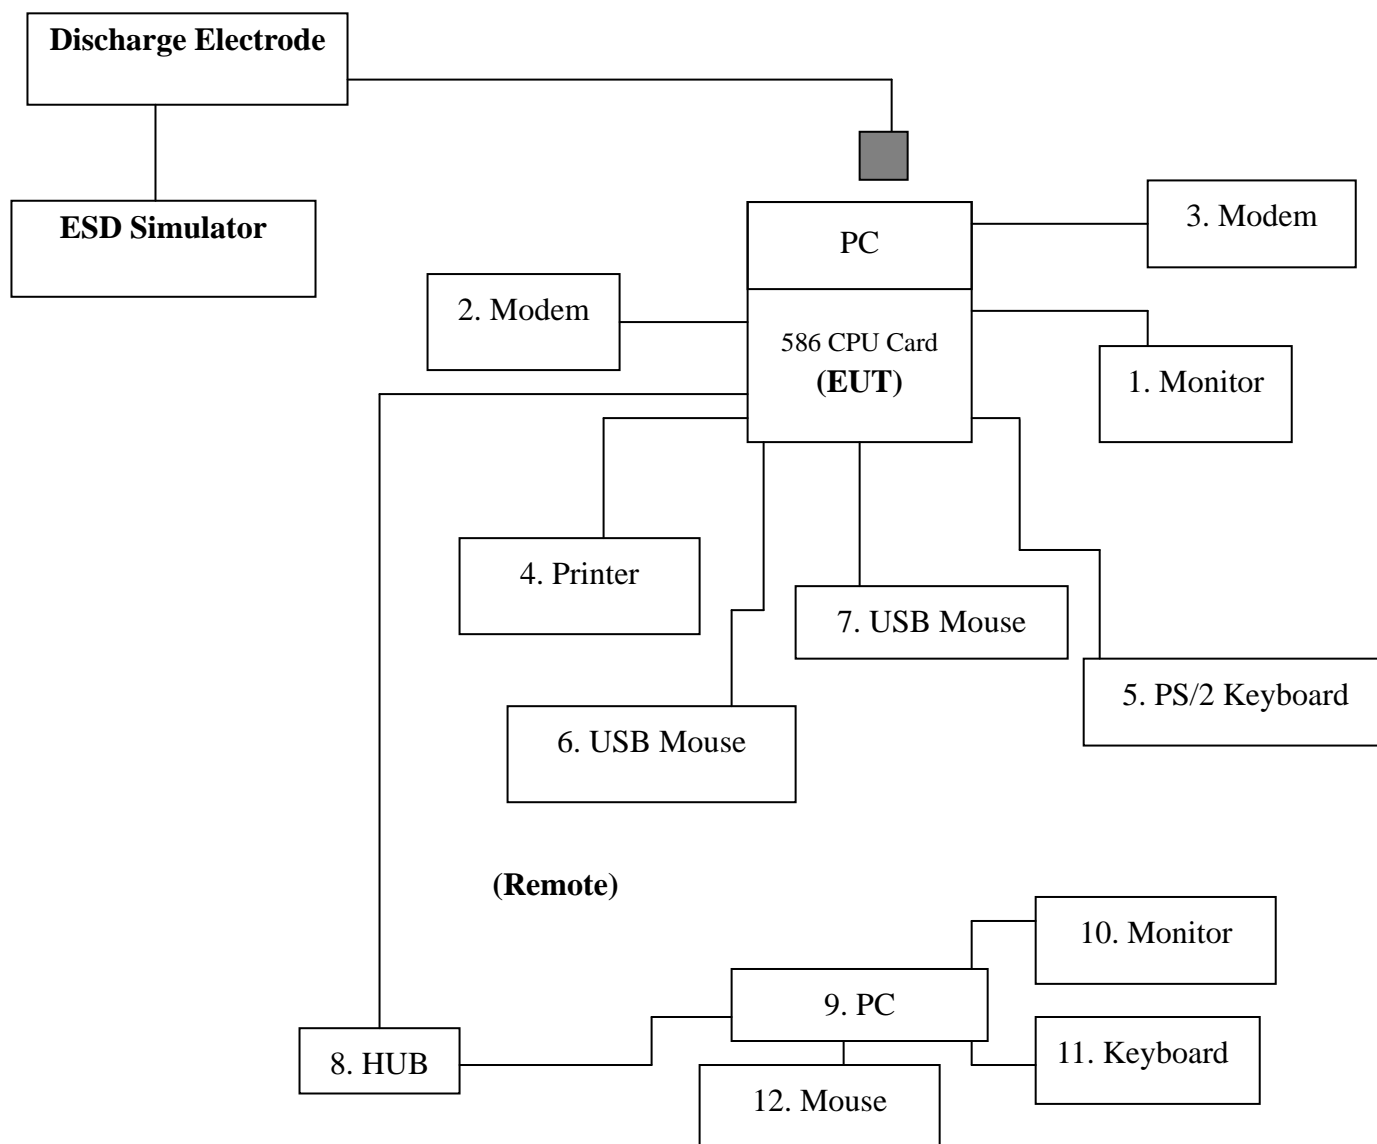 Discharge Electrode
ESD Simulator
3. Modem
PC
2. Modem
586 CPU Card
(EUT)
1. Monitor
4. Printer
7. USB Mouse
5. PS/2 Keyboard
6. USB Mouse
(Remote)
10. Monitor
9. PC
8. HUB
11. Keyboard
12. Mouse